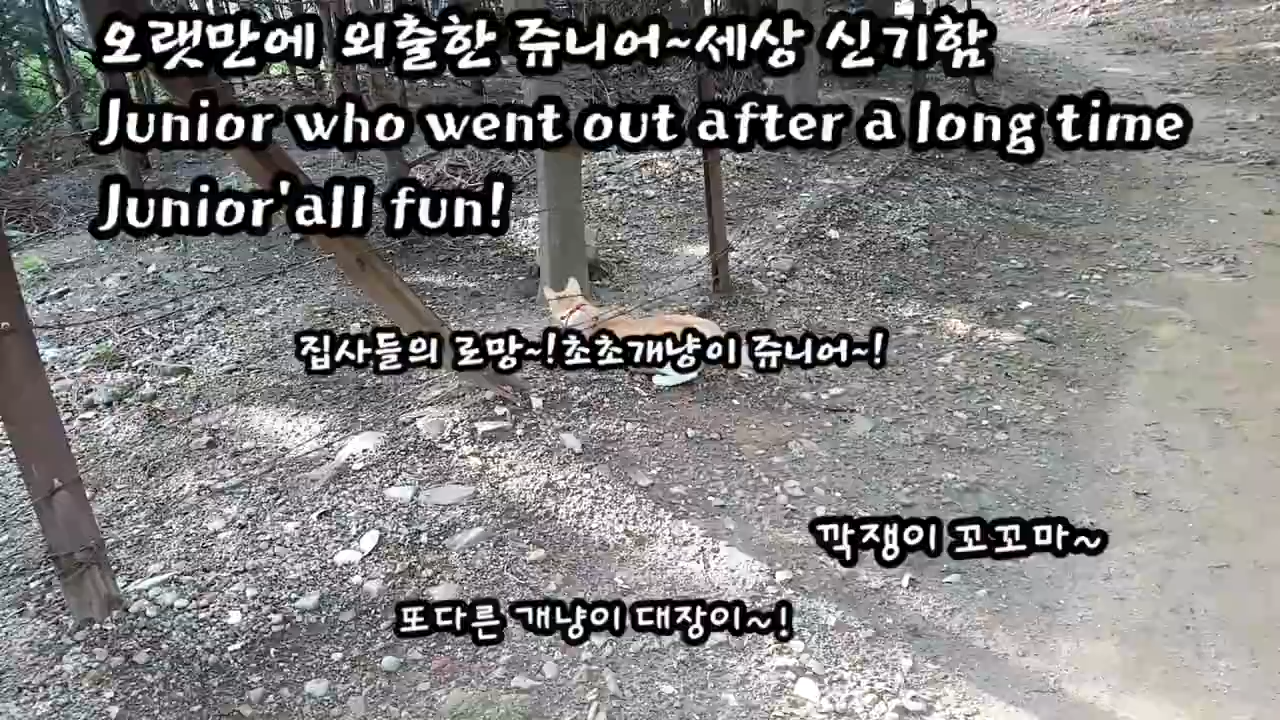 오랫만에 외출한 쥬니어~세상 신기함
Junior who went out after a long time
Junior'all fun!
집사들의 로망~!초초개냥이 쥬니어~!
깍쟁이 꼬꼬마~
또다른 개냥이 대장이~!